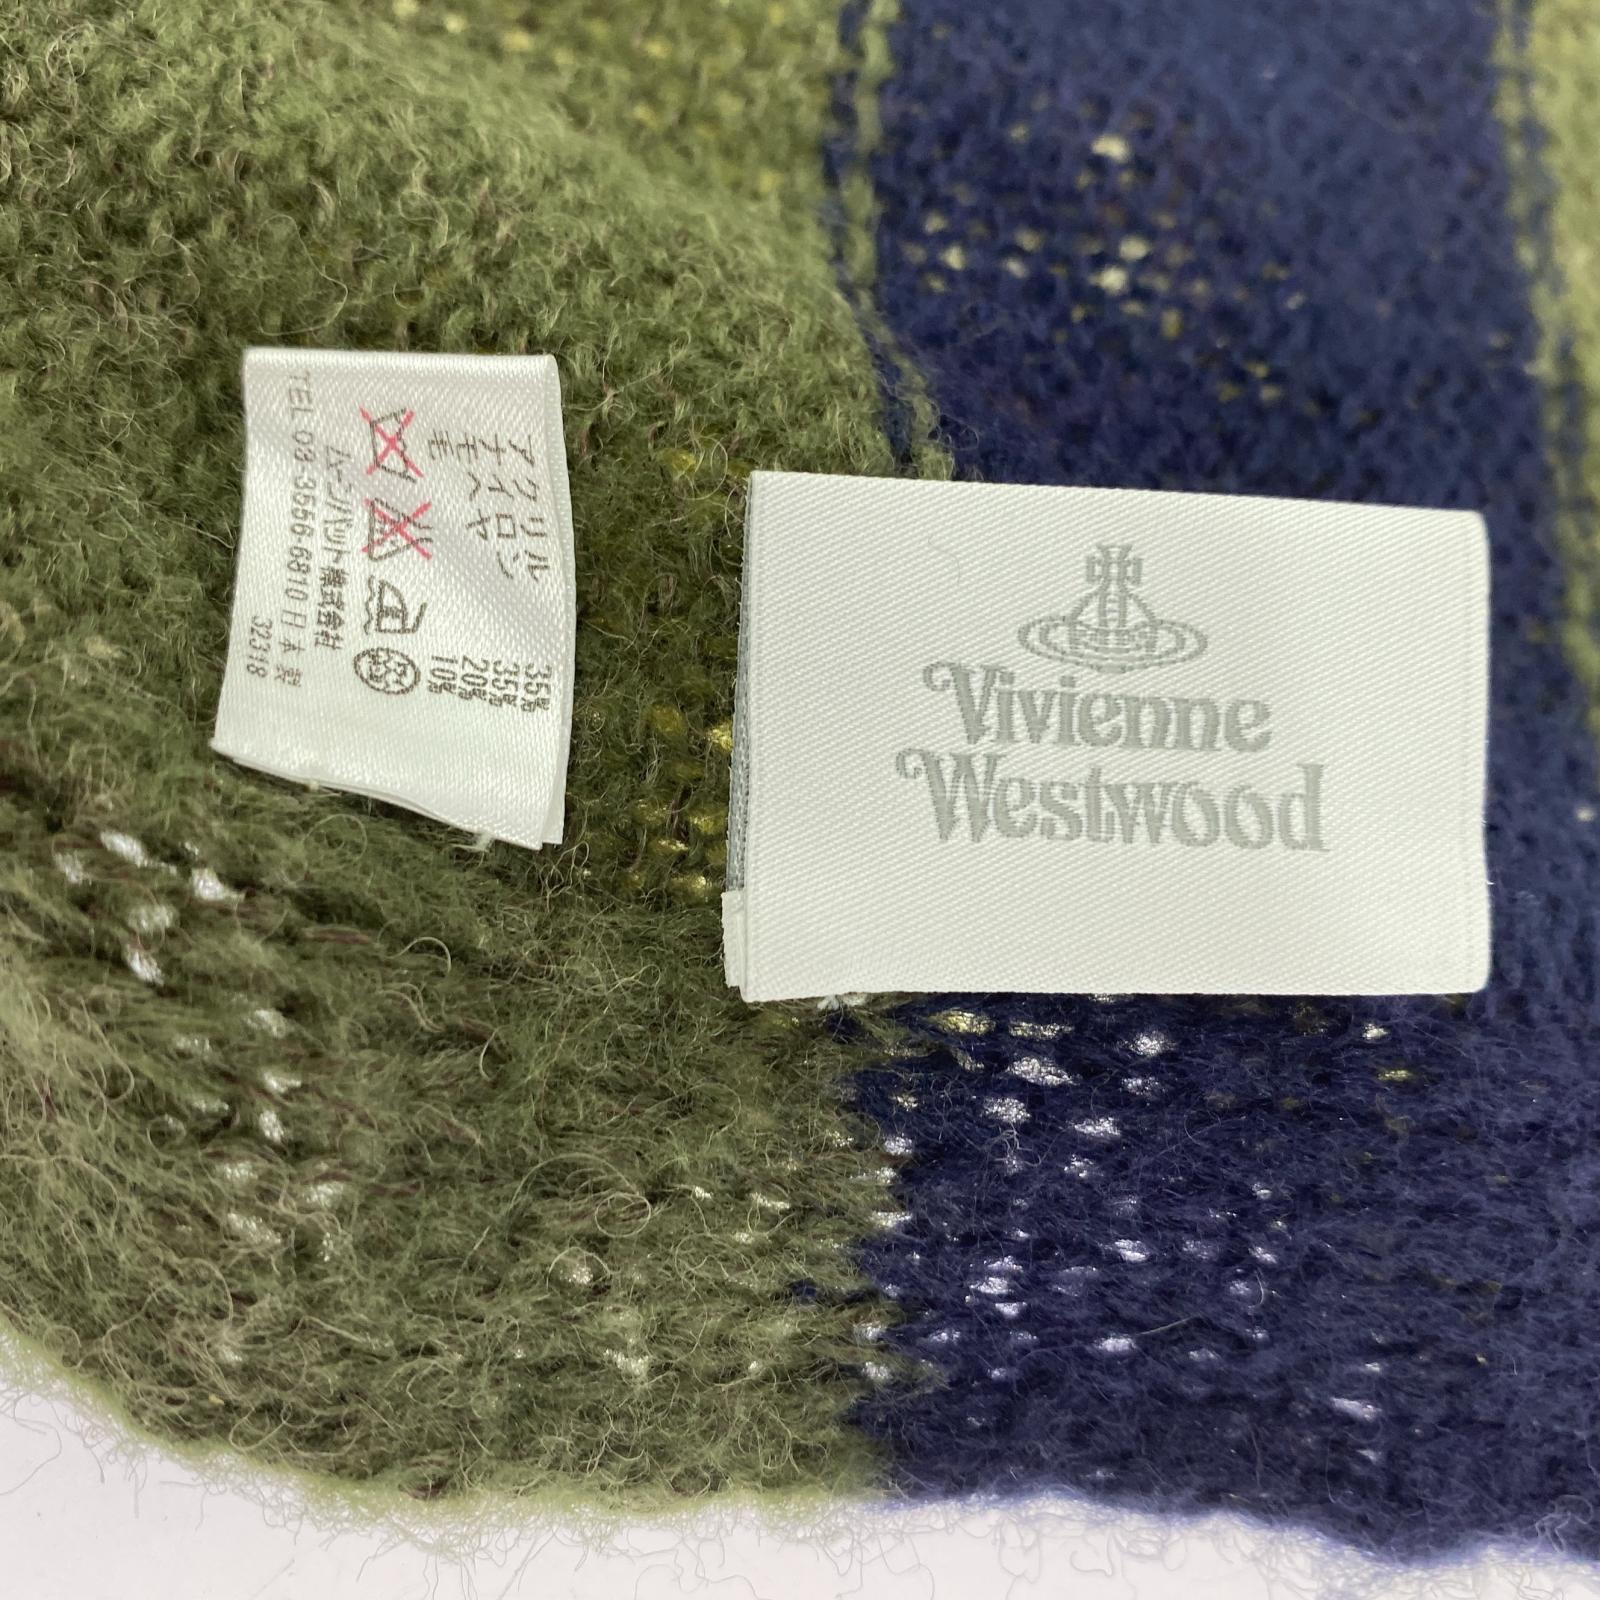 アクリル 35%
ナイロン 35%
モヘヤ 20%
毛 10%
ムーンバット株式会社
TEL 03-3556-6810 日本製
32318
Vivienne
Westwood